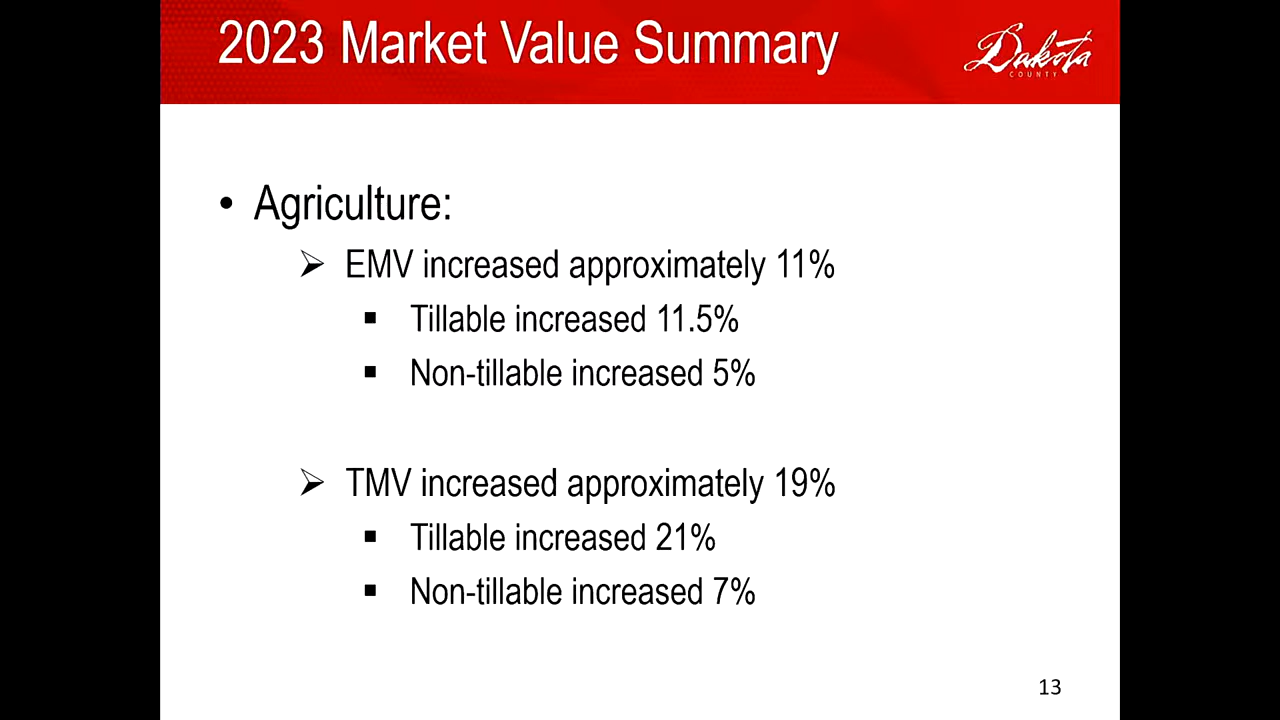 2023 Market Value Summary
Dakota
COUNTY
• Agriculture:
➢ EMV increased approximately 11%
▪ Tillable increased 11.5%
▪ Non-tillable increased 5%
➢ TMV increased approximately 19%
▪ Tillable increased 21%
▪ Non-tillable increased 7%
13